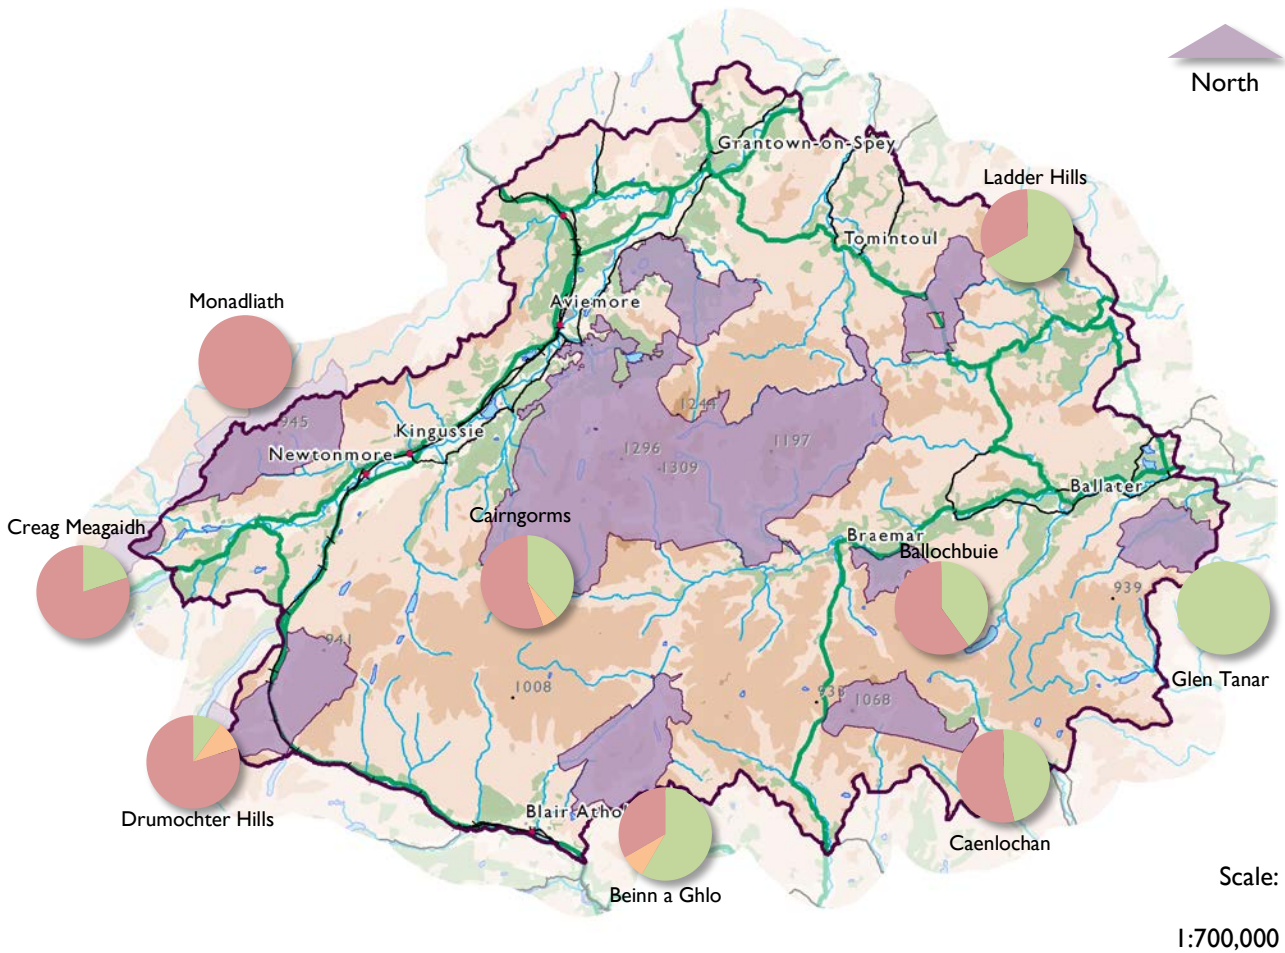 North
Grantown-on-Spey
Ladder Hills
Tomintoul
Monadliath
Aviemore
1244
945
Kingussie
1296
1197
Newtonmore
1309
Ballater
Creag Meagaidh
Cairngorms
Braemar
Ballochbuie
939
941
Glen Tanar
1008
933
1068
Drumochter Hills
Blair Atho
Caenlochan
Beinn a Ghlo
Scale:
1:700,000